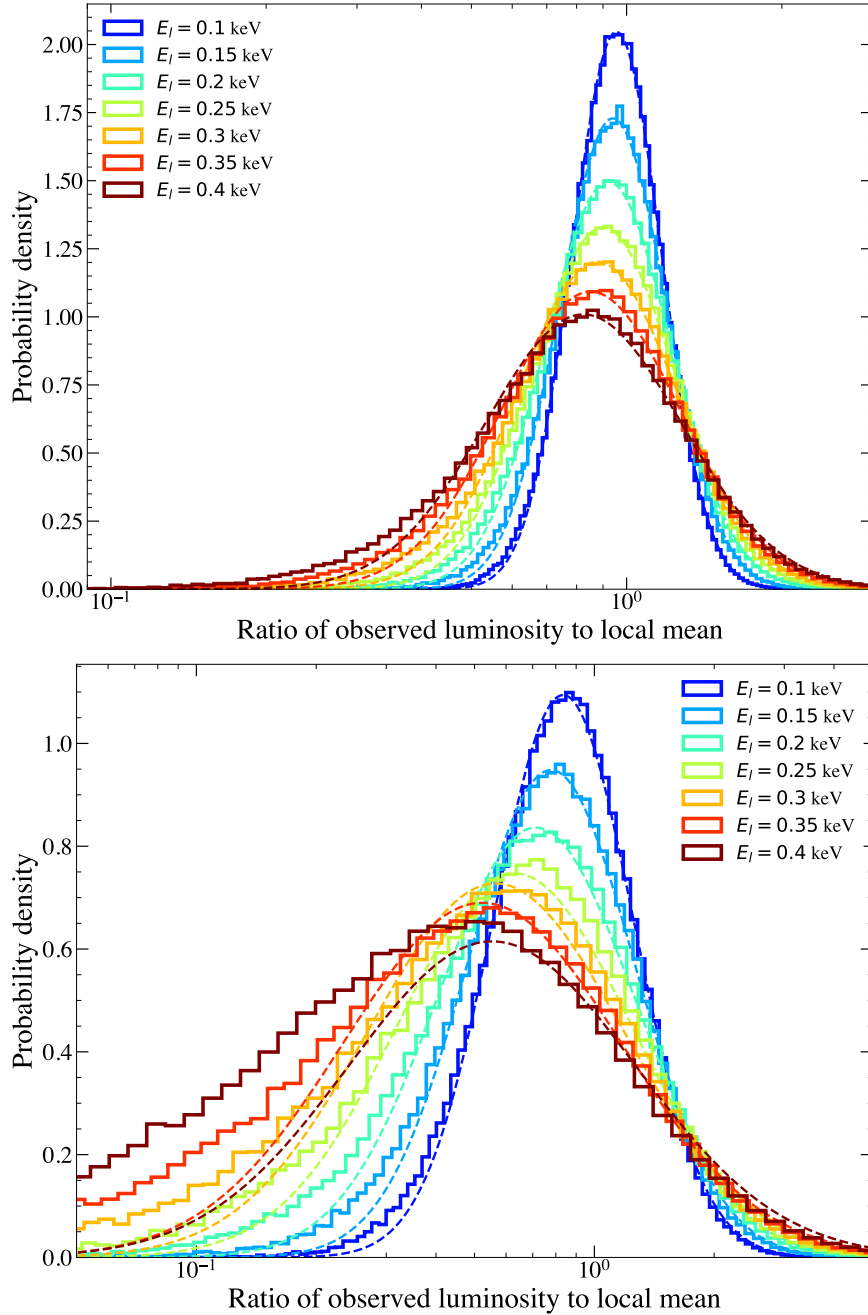 2.00
1.75
1.50
1.25
1.00
0.75
0.50
0.25
0.00
Probability density
E_l = 0.1 keV
E_l = 0.15 keV
E_l = 0.2 keV
E_l = 0.25 keV
E_l = 0.3 keV
E_l = 0.35 keV
E_l = 0.4 keV
10⁻¹ 10⁰
Ratio of observed luminosity to local mean
1.0
0.8
0.6
0.4
0.2
0.0
Probability density
E_l = 0.1 keV
E_l = 0.15 keV
E_l = 0.2 keV
E_l = 0.25 keV
E_l = 0.3 keV
E_l = 0.35 keV
E_l = 0.4 keV
10⁻¹ 10⁰
Ratio of observed luminosity to local mean